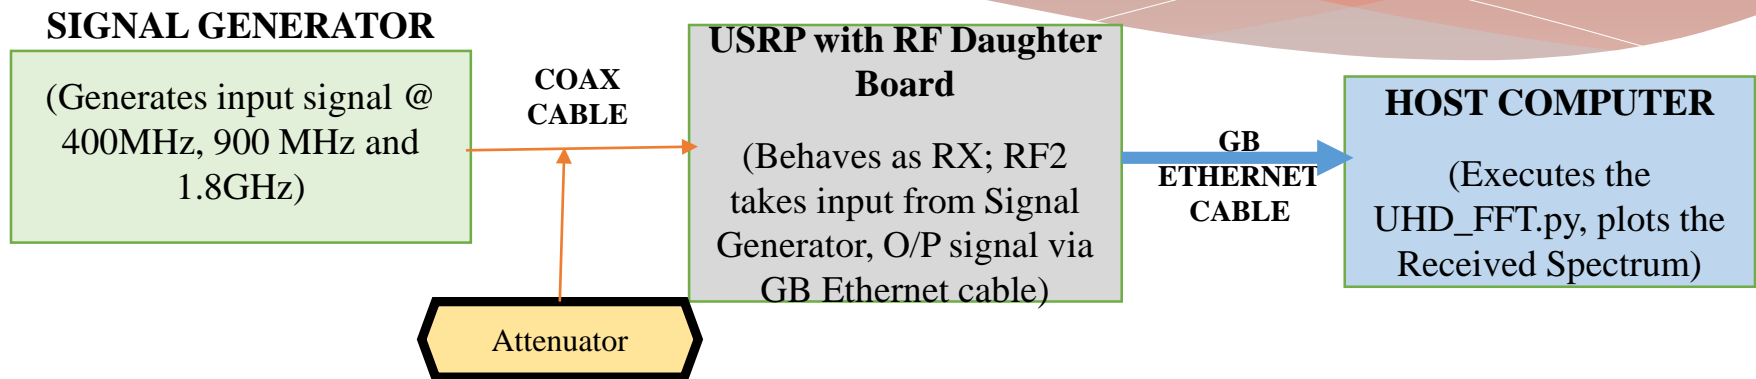 SIGNAL GENERATOR
(Generates input signal @
400MHz, 900 MHz and
1.8GHz)
COAX
CABLE
Attenuator
USRP with RF Daughter
Board
(Behaves as RX; RF2
takes input from Signal
Generator, O/P signal via
GB Ethernet cable)
GB
ETHERNET
CABLE
HOST COMPUTER
(Executes the
UHD_FFT.py, plots the
Received Spectrum)